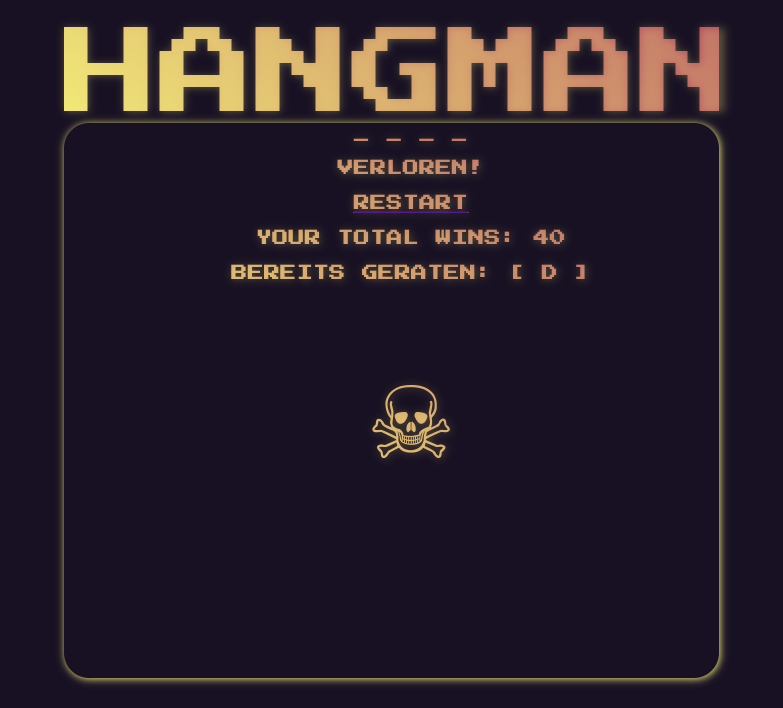 HANGMAN
_ _ _ _
VERLOREN!
RESTART
YOUR TOTAL WINS: 40
BEREITS GERATEN: [ D ]